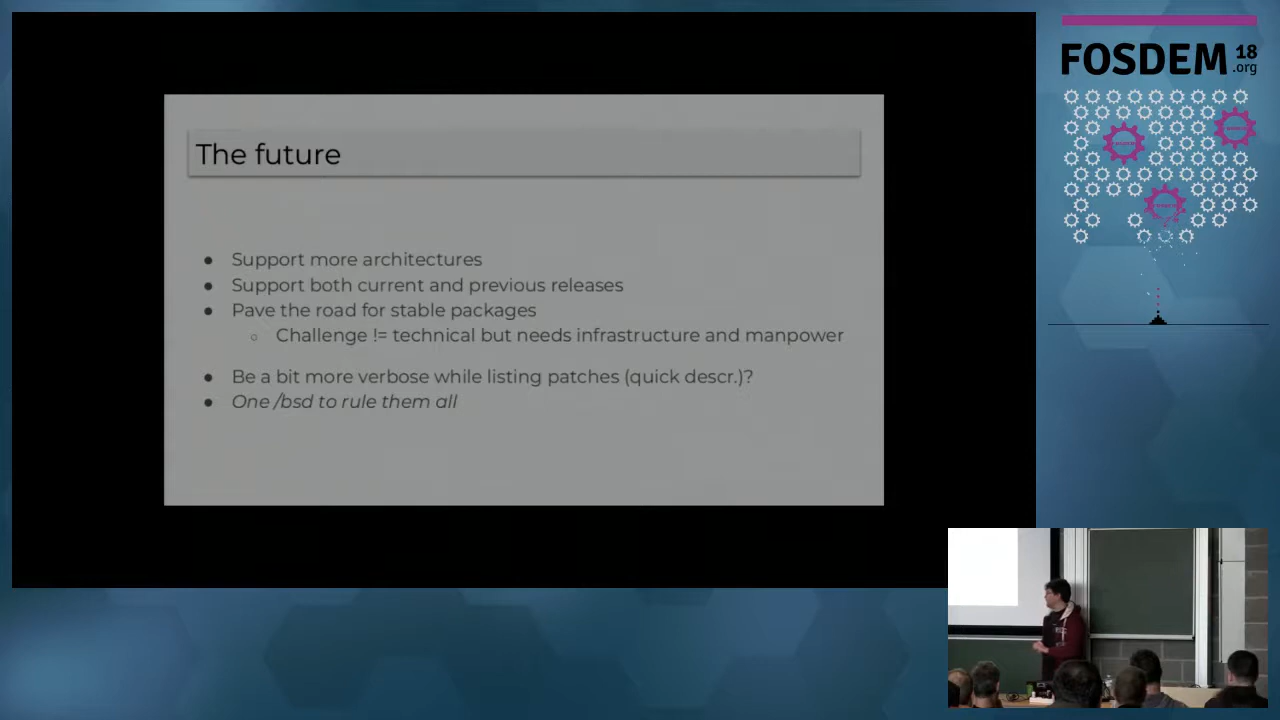 The future
● Support more architectures
● Support both current and previous releases
● Pave the road for stable packages
○ Challenge != technical but needs infrastructure and manpower
● Be a bit more verbose while listing patches (quick descr.)?
● One /bsd to rule them all
FOSDEM 18
.org